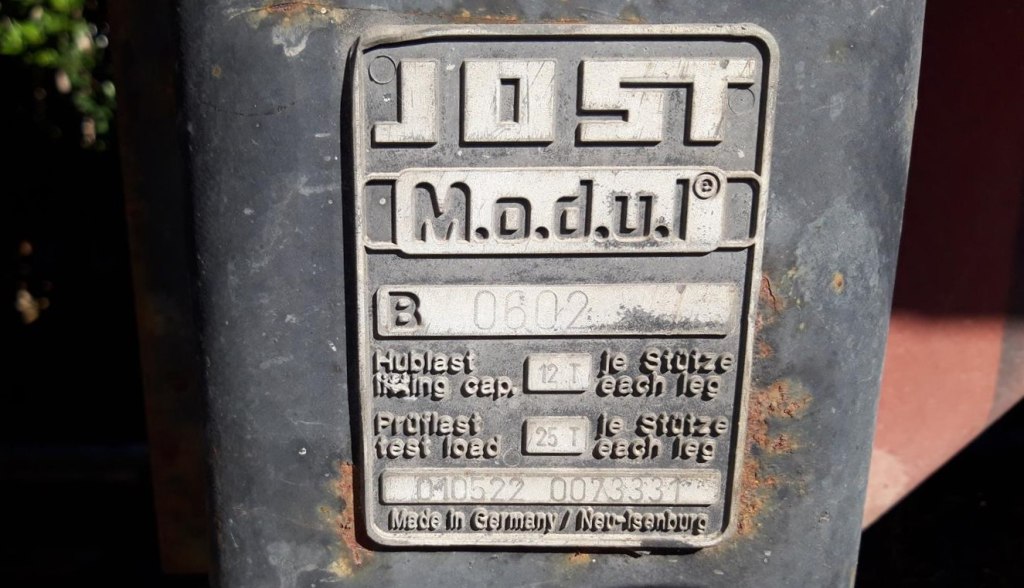 JOST
M.o.d.u.l®
B 0602
Hublast 12 T je Stütze
lifting cap. each leg
Prüflast 25 T je Stütze
test load each leg
010522 0073331
Made in Germany / Neu-Isenburg